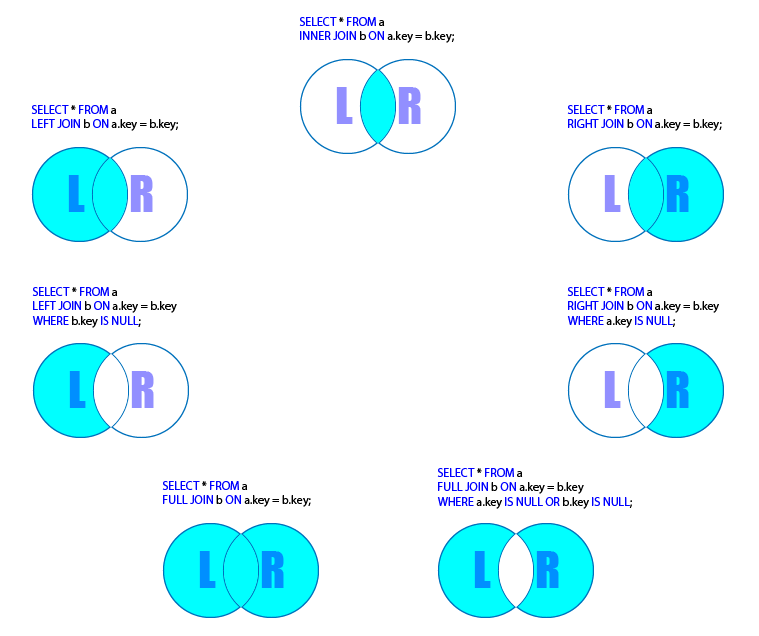 SELECT * FROM a
INNER JOIN b ON a.key = b.key;
L R
SELECT * FROM a
LEFT JOIN b ON a.key = b.key;
L R
SELECT * FROM a
RIGHT JOIN b ON a.key = b.key;
L R
SELECT * FROM a
LEFT JOIN b ON a.key = b.key
WHERE b.key IS NULL;
L R
SELECT * FROM a
RIGHT JOIN b ON a.key = b.key
WHERE a.key IS NULL;
L R
SELECT * FROM a
FULL JOIN b ON a.key = b.key;
L R
SELECT * FROM a
FULL JOIN b ON a.key = b.key
WHERE a.key IS NULL OR b.key IS NULL;
L R